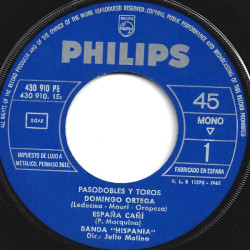 ALL RIGHTS OF THE PRODUCER AND OF THE OWNER OF THE RECORDED WORK RESERVED. UNAUTHORISED COPYING PUBLIC PERFORMANCE AND BROADCASTING OF THIS RECORD PROHIBITED
PHILIPS
PHILIPS
430 910 PE
430 910. 1E
45
MONO
SGAE
1
IMPUESTO DE LUJO A
METALICO, PERMISO 3611.
FABRICADO EN ESPAÑA
PASODOBLES Y TOROS
DOMINGO ORTEGA
(Ledesma - Mauri - Oropesa)
ESPAÑA CAÑÍ
(P. Marquina)
BANDA "HISPANIA"
Dir.: Julio Molina